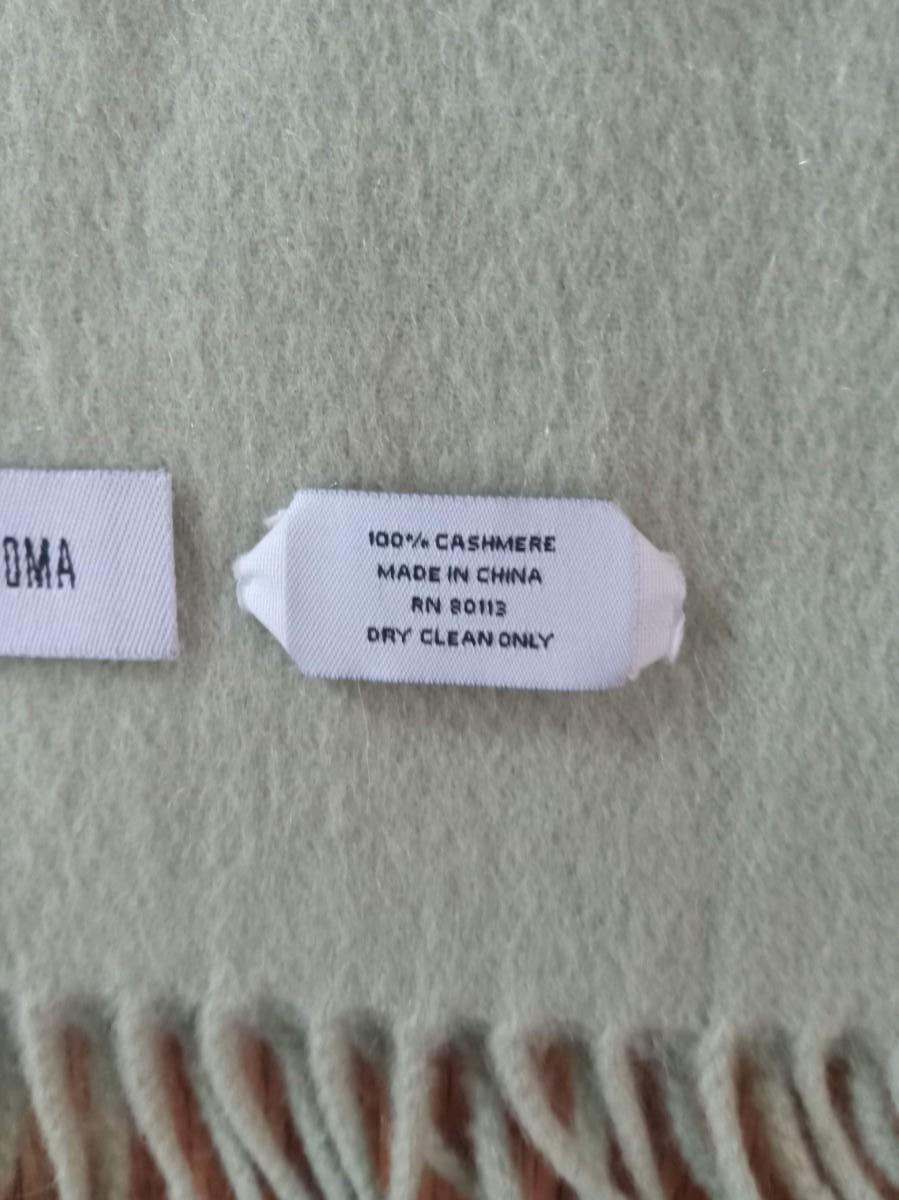 OMA
100% CASHMERE
MADE IN CHINA
RN 80113
DRY CLEAN ONLY